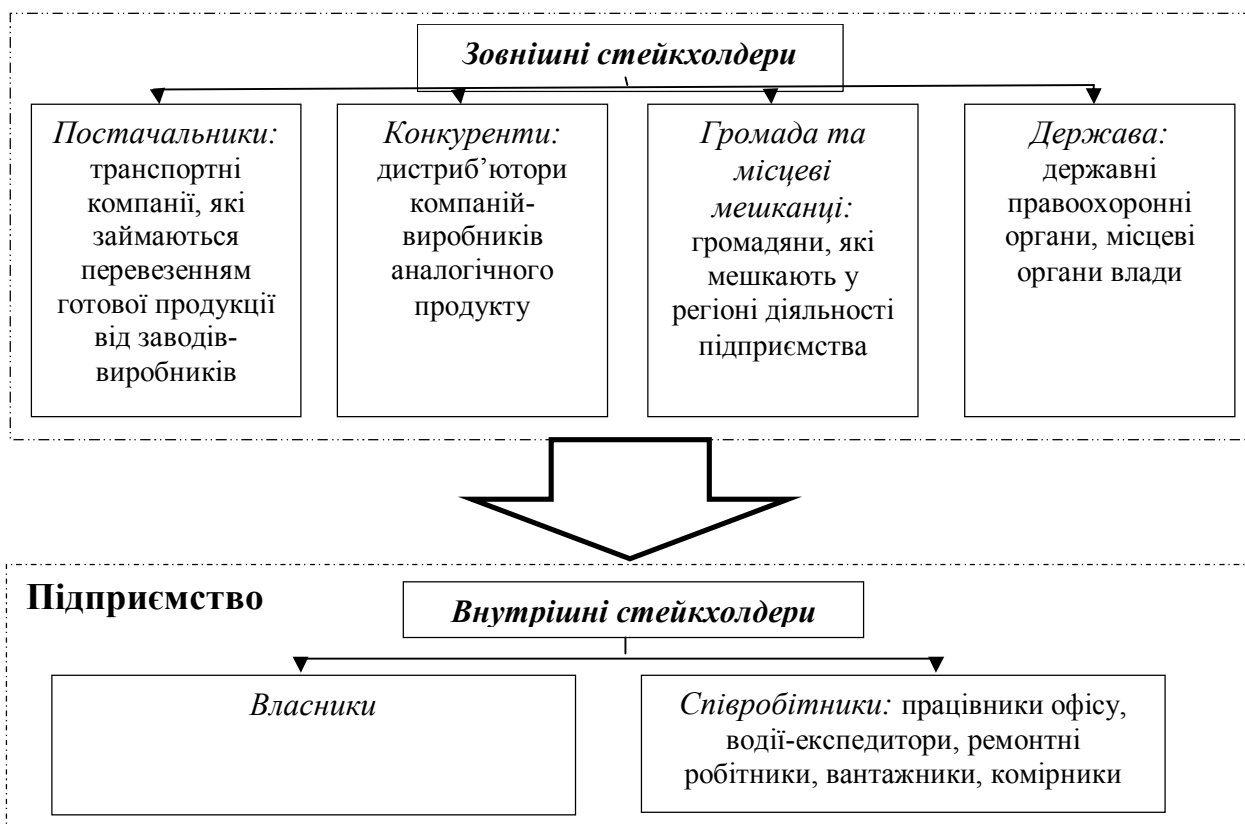 Зовнішні стейкхолдери
Постачальники:
транспортні
компанії, які
займаються
перевезенням
готової продукції
від заводів-
виробників
Конкуренти:
дистриб’ютори
компаній-
виробників
аналогічного
продукту
Громада та
місцеві
мешканці:
громадяни, які
мешкають у
регіоні діяльності
підприємства
Держава:
державні
правоохоронні
органи, місцеві
органи влади
Підприємство
Внутрішні стейкхолдери
Власники
Співробітники: працівники офісу,
водії-експедитори, ремонтні
робітники, вантажники, комірники